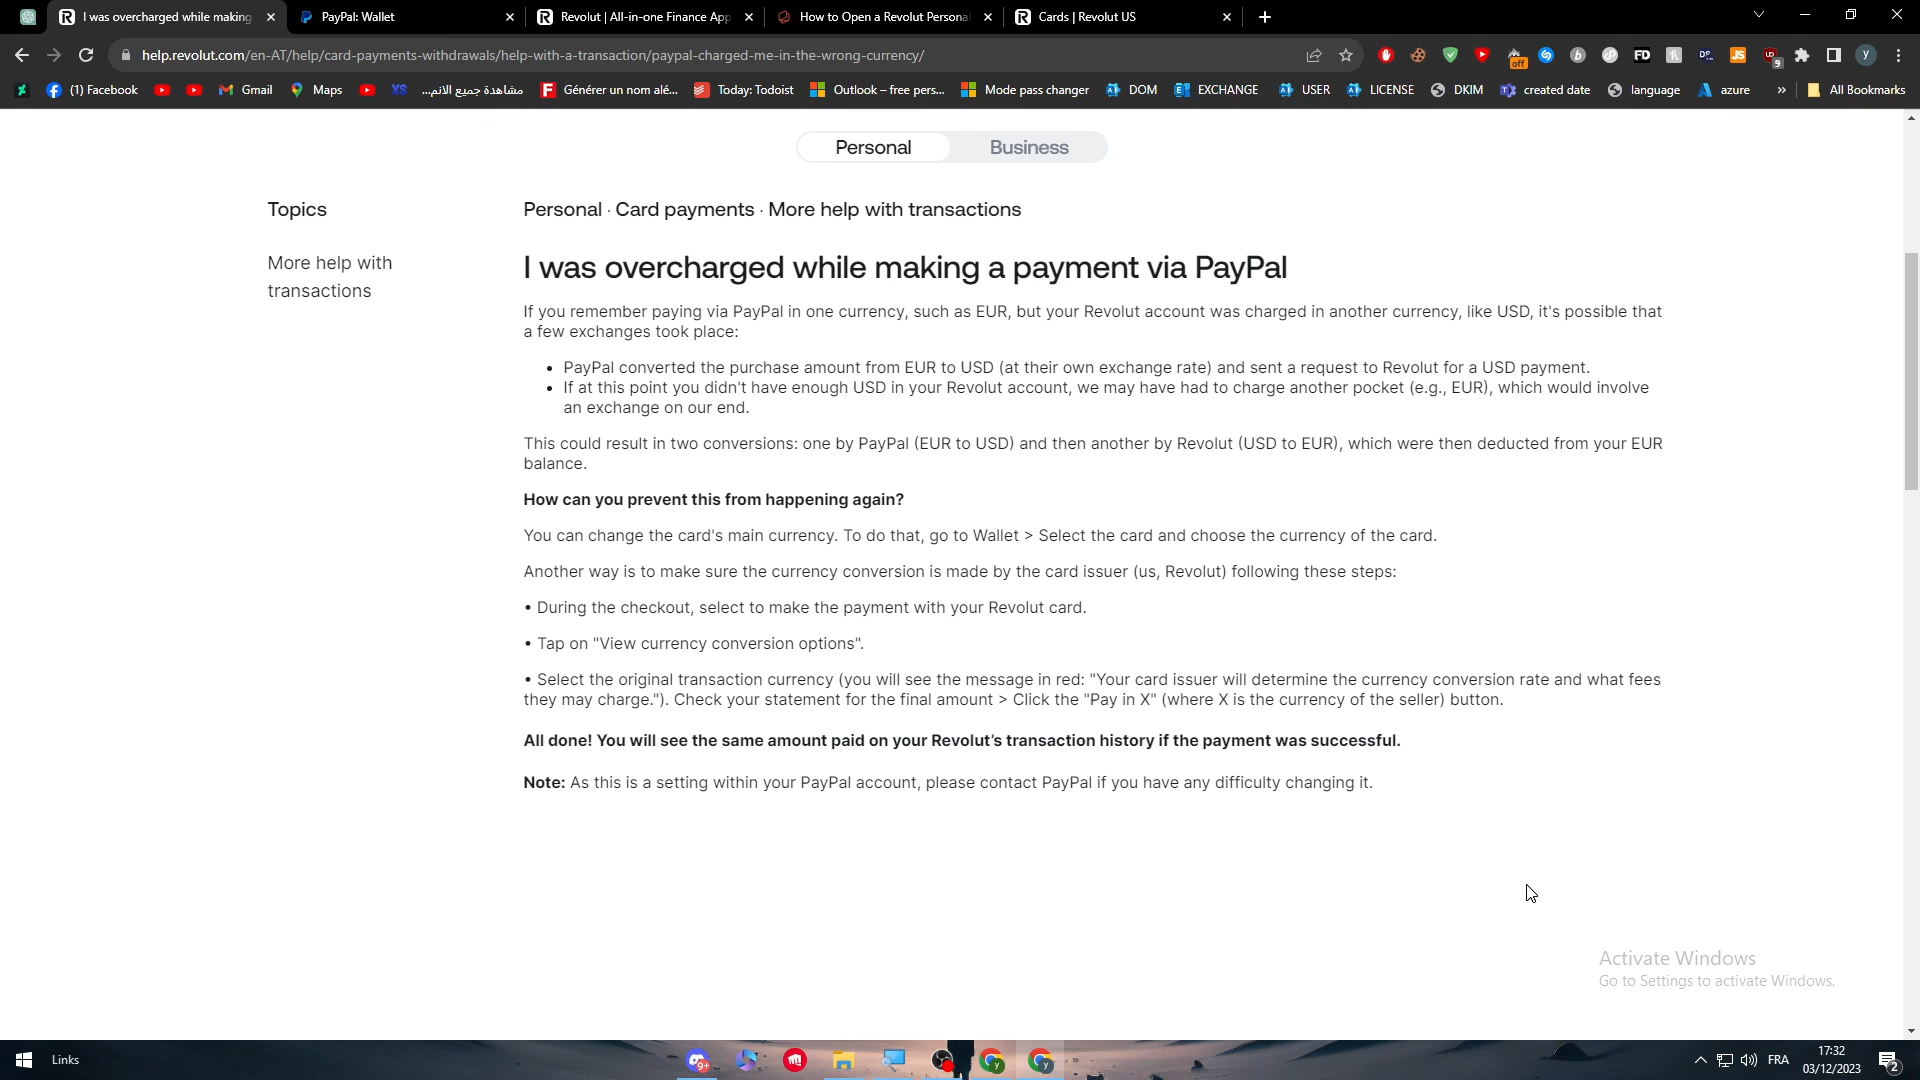 I was overcharged while making
PayPal: Wallet
Revolut | All-in-one Finance App
How to Open a Revolut Personal
Cards | Revolut US
help.revolut.com/en-AT/help/card-payments-withdrawals/help-with-a-transaction/paypal-charged-me-in-the-wrong-currency/
off
FD
JS
9
y
(1) Facebook
Gmail
Maps
XS
مشاهدة جميع الانم...
Générer un nom alé...
Today: Todoist
Outlook – free pers...
Mode pass changer
DOM
EXCHANGE
USER
LICENSE
DKIM
created date
language
azure
»
All Bookmarks
Personal
Business
Topics
More help with
transactions
Personal · Card payments · More help with transactions
I was overcharged while making a payment via PayPal
If you remember paying via PayPal in one currency, such as EUR, but your Revolut account was charged in another currency, like USD, it's possible that
a few exchanges took place:
• PayPal converted the purchase amount from EUR to USD (at their own exchange rate) and sent a request to Revolut for a USD payment.
• If at this point you didn't have enough USD in your Revolut account, we may have had to charge another pocket (e.g., EUR), which would involve
an exchange on our end.
This could result in two conversions: one by PayPal (EUR to USD) and then another by Revolut (USD to EUR), which were then deducted from your EUR
balance.
How can you prevent this from happening again?
You can change the card's main currency. To do that, go to Wallet > Select the card and choose the currency of the card.
Another way is to make sure the currency conversion is made by the card issuer (us, Revolut) following these steps:
• During the checkout, select to make the payment with your Revolut card.
• Tap on "View currency conversion options".
• Select the original transaction currency (you will see the message in red: "Your card issuer will determine the currency conversion rate and what fees
they may charge."). Check your statement for the final amount > Click the "Pay in X" (where X is the currency of the seller) button.
All done! You will see the same amount paid on your Revolut's transaction history if the payment was successful.
Note: As this is a setting within your PayPal account, please contact PayPal if you have any difficulty changing it.
Activate Windows
Go to Settings to activate Windows.
Links
9+
FRA
17:32
03/12/2023
2